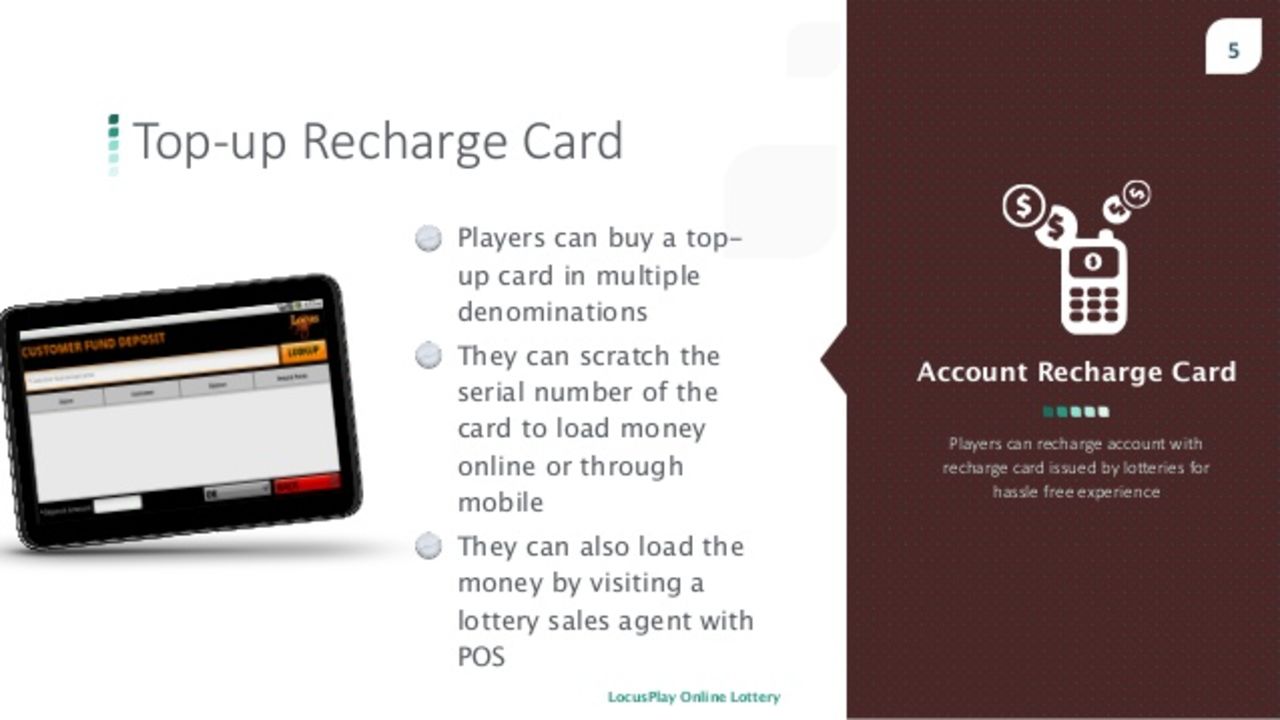 5
Top-up Recharge Card
Players can buy a top-
up card in multiple
denominations
They can scratch the
serial number of the
card to load money
online or through
mobile
They can also load the
money by visiting a
lottery sales agent with
POS
CUSTOMER FUND DEPOSIT
Locus
LOOKUP
Account Recharge Card
Players can recharge account with
recharge card issued by lotteries for
hassle free experience
LocusPlay Online Lottery